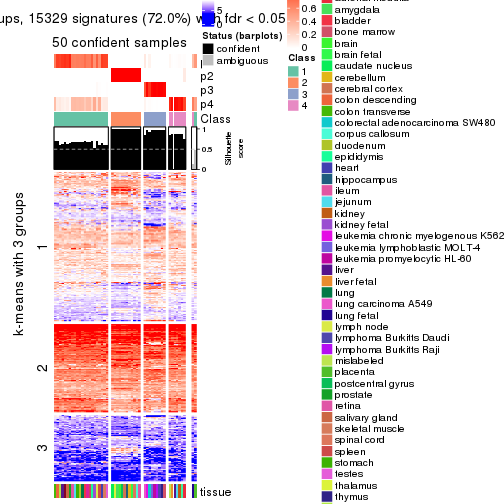 ups, 15329 signatures (72.0%) with fdr < 0.05
50 confident samples
p2
p3
p4
Class
1
0.5
0
Silhouette
score
k-means with 3 groups
1
2
3
tissue
5
0
Status (barplots)
confident
ambiguous
0.6
0.4
0.2
0
Class
1
2
3
4
amygdala
bladder
bone marrow
brain
brain fetal
caudate nucleus
cerebellum
cerebral cortex
colon descending
colon transverse
colorectal adenocarcinoma SW480
corpus callosum
duodenum
epididymis
heart
hippocampus
ileum
jejunum
kidney
kidney fetal
leukemia chronic myelogenous K562
leukemia lymphoblastic MOLT-4
leukemia promyelocytic HL-60
liver
liver fetal
lung
lung carcinoma A549
lung fetal
lymph node
lymphoma Burkitts Daudi
lymphoma Burkitts Raji
mislabeled
placenta
postcentral gyrus
prostate
retina
salivary gland
skeletal muscle
spinal cord
spleen
stomach
testes
thalamus
thymus